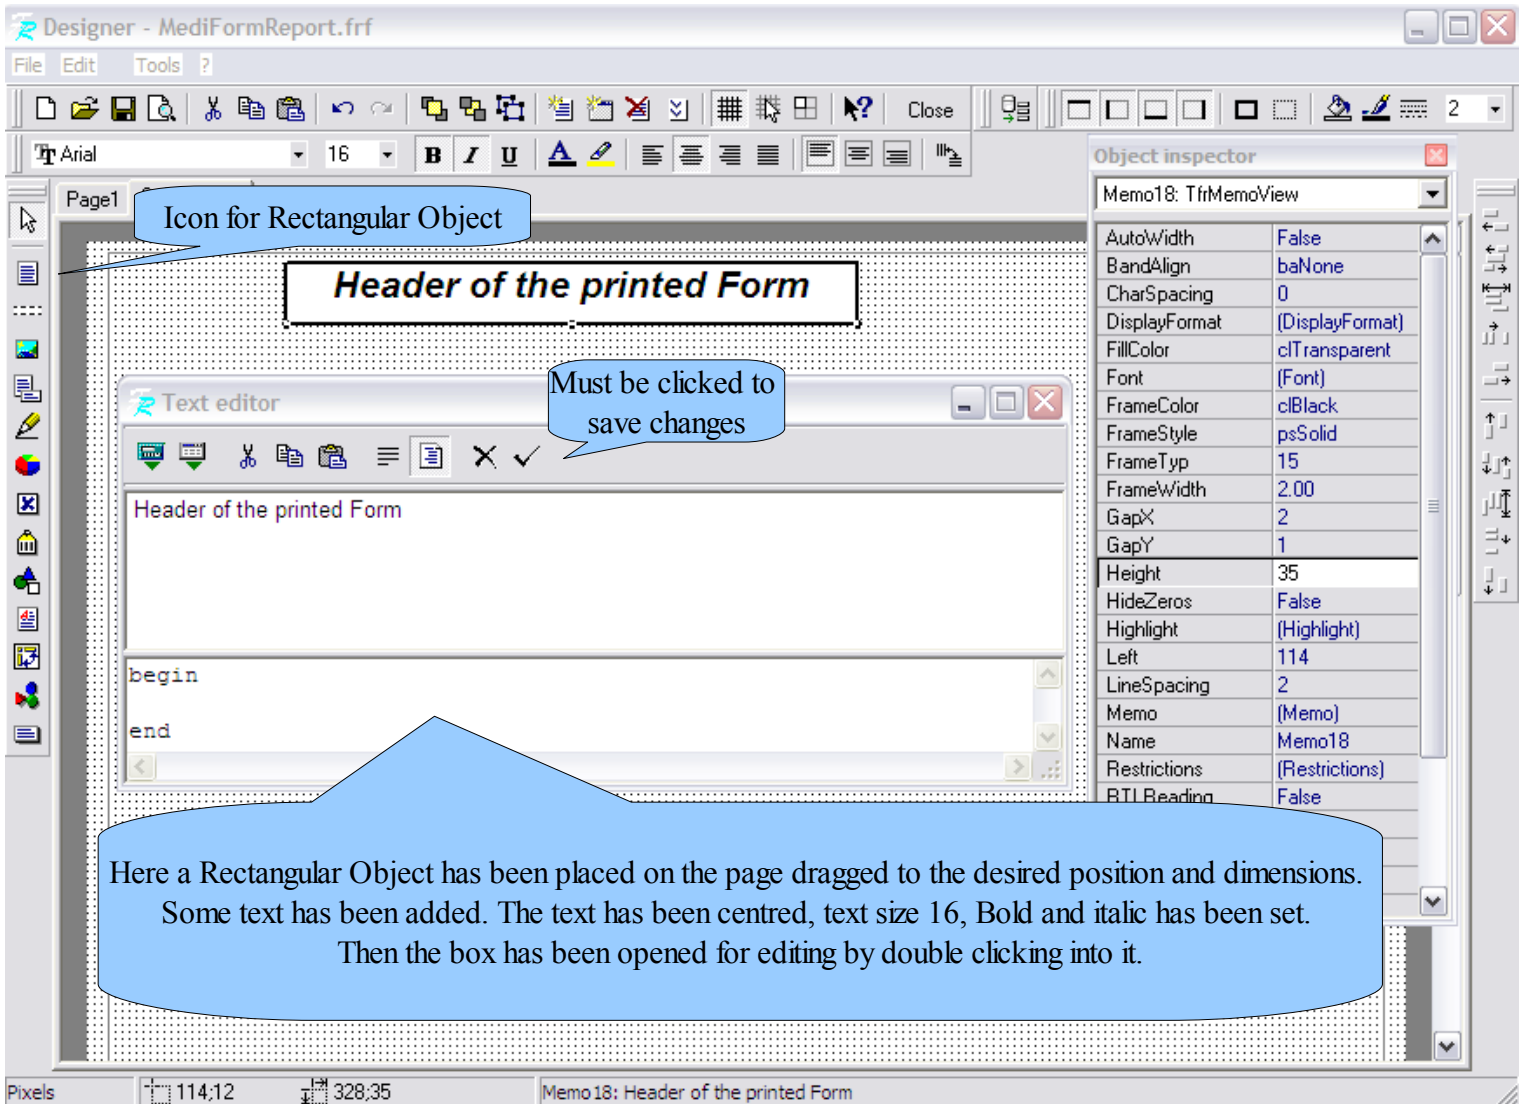 Designer - MediFormReport.frf
File Edit Tools ?
Close
2
Arial 16 B I U A
Object inspector
Page1
Icon for Rectangular Object
Memo18: TfrMemoView
AutoWidth False
BandAlign baNone
CharSpacing 0
DisplayFormat (DisplayFormat)
FillColor clTransparent
Font (Font)
FrameColor clBlack
FrameStyle psSolid
FrameTyp 15
FrameWidth 2.00
GapX 2
GapY 1
Height 35
HideZeros False
Highlight (Highlight)
Left 114
LineSpacing 2
Memo (Memo)
Name Memo18
Restrictions (Restrictions)
RTLReading False
Header of the printed Form
Must be clicked to
save changes
Text editor
Header of the printed Form
begin
end
Here a Rectangular Object has been placed on the page dragged to the desired position and dimensions.
Some text has been added. The text has been centred, text size 16, Bold and italic has been set.
Then the box has been opened for editing by double clicking into it.
Pixels 114;12 328;35 Memo18: Header of the printed Form